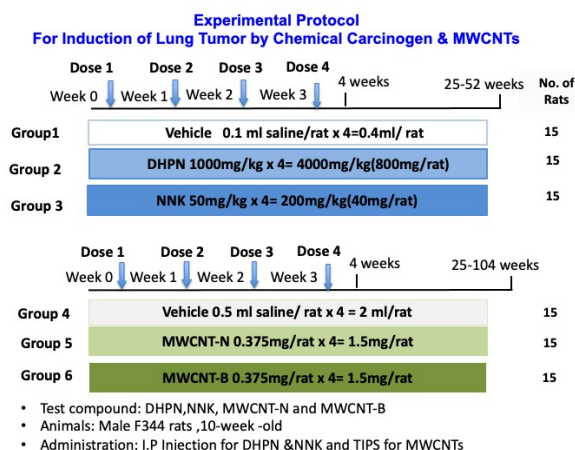 Experimental Protocol
For Induction of Lung Tumor by Chemical Carcinogen & MWCNTs
Dose 1 Dose 2 Dose 3 Dose 4
Week 0 Week 1 Week 2 Week 3 4 weeks 25-52 weeks No. of Rats
Group1 Vehicle 0.1 ml saline/rat x 4=0.4ml/ rat 15
Group 2 DHPN 1000mg/kg x 4= 4000mg/kg(800mg/rat) 15
Group 3 NNK 50mg/kg x 4= 200mg/kg(40mg/rat) 15
Dose 1 Dose 2 Dose 3 Dose 4
Week 0 Week 1 Week 2 Week 3 4 weeks 25-104 weeks
Group 4 Vehicle 0.5 ml saline/ rat x 4 = 2 ml/rat 15
Group 5 MWCNT-N 0.375mg/rat x 4= 1.5mg/rat 15
Group 6 MWCNT-B 0.375mg/rat x 4= 1.5mg/rat 15
• Test compound: DHPN,NNK, MWCNT-N and MWCNT-B
• Animals: Male F344 rats ,10-week -old
• Administration: I.P Injection for DHPN &NNK and TIPS for MWCNTs